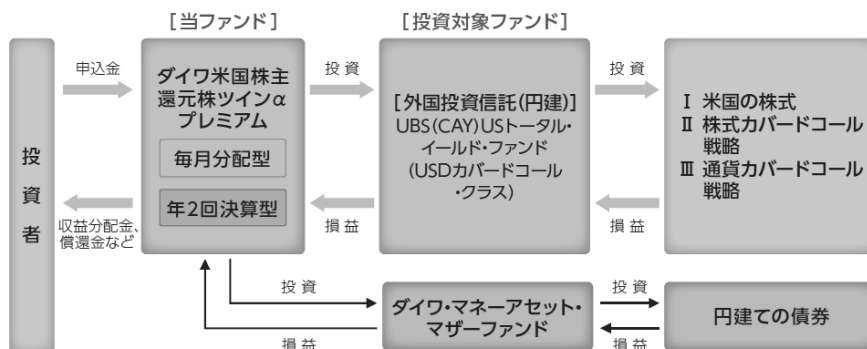 [当ファンド]
[投資対象ファンド]
投資者
申込金
収益分配金、
償還金など
ダイワ米国株主
還元株ツインα
プレミアム
毎月分配型
年2回決算型
投資
損益
[外国投資信託(円建)]
UBS(CAY)USトータル・
イールド・ファンド
(USDカバードコール
・クラス)
投資
損益
Ⅰ 米国の株式
Ⅱ 株式カバードコール
戦略
Ⅲ 通貨カバードコール
戦略
投資
損益
ダイワ・マネーアセット・
マザーファンド
投資
損益
円建ての債券